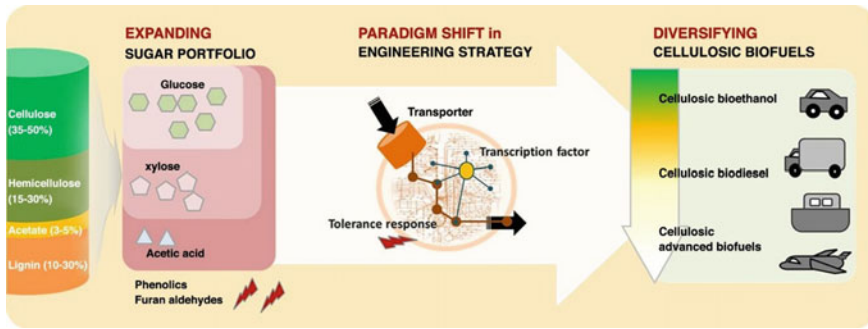 EXPANDING
SUGAR PORTFOLIO
Cellulose
(35-50%)
Hemicellulose
(15-30%)
Acetate (3-5%)
Lignin (10-30%)
Glucose
xylose
Acetic acid
Phenolics
Furan aldehydes
PARADIGM SHIFT in
ENGINEERING STRATEGY
Transporter
Transcription factor
Tolerance response
DIVERSIFYING
CELLULOSIC BIOFUELS
Cellulosic bioethanol
Cellulosic biodiesel
Cellulosic
advanced biofuels